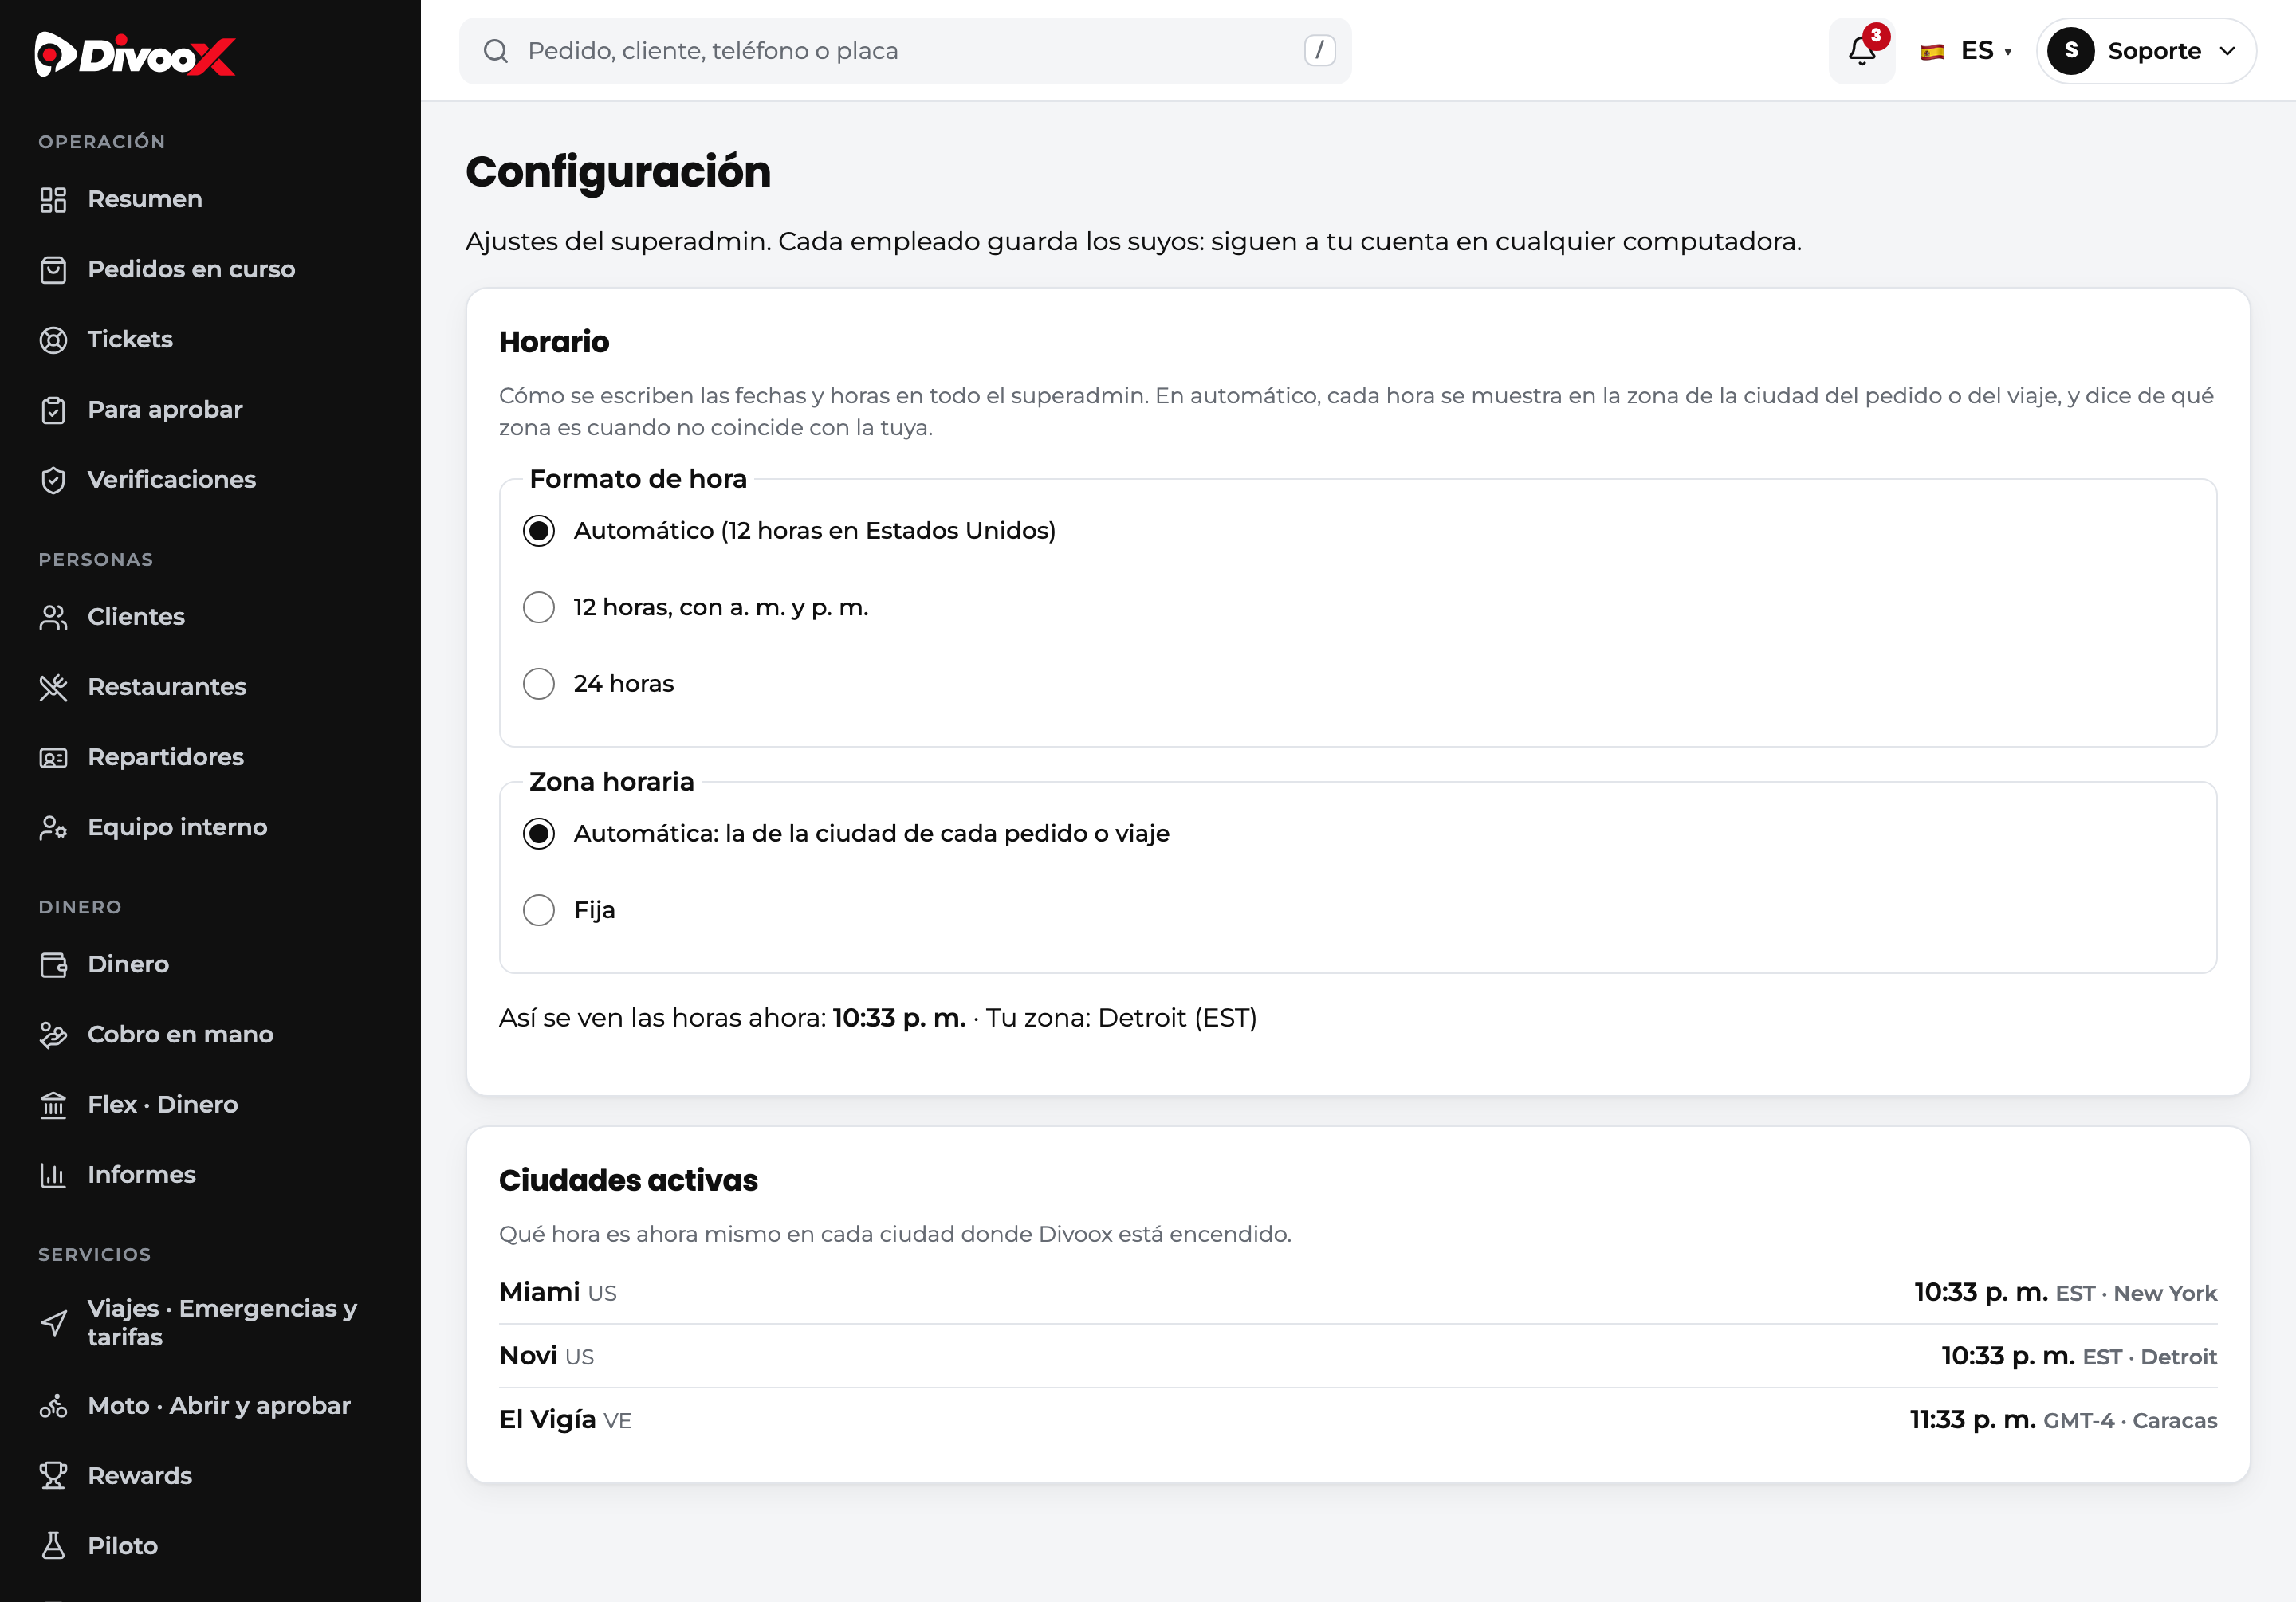 DivooX
OPERACIÓN
Resumen
Pedidos en curso
Tickets
Para aprobar
Verificaciones
PERSONAS
Clientes
Restaurantes
Repartidores
Equipo interno
DINERO
Dinero
Cobro en mano
Flex · Dinero
Informes
SERVICIOS
Viajes · Emergencias y
tarifas
Moto · Abrir y aprobar
Rewards
Piloto
Pedido, cliente, teléfono o placa /
3
ES
S Soporte
Configuración
Ajustes del superadmin. Cada empleado guarda los suyos: siguen a tu cuenta en cualquier computadora.
Horario
Cómo se escriben las fechas y horas en todo el superadmin. En automático, cada hora se muestra en la zona de la ciudad del pedido o del viaje, y dice de qué
zona es cuando no coincide con la tuya.
Formato de hora
Automático (12 horas en Estados Unidos)
12 horas, con a. m. y p. m.
24 horas
Zona horaria
Automática: la de la ciudad de cada pedido o viaje
Fija
Así se ven las horas ahora: 10:33 p. m. · Tu zona: Detroit (EST)
Ciudades activas
Qué hora es ahora mismo en cada ciudad donde Divoox está encendido.
Miami US 10:33 p. m. EST · New York
Novi US 10:33 p. m. EST · Detroit
El Vigía VE 11:33 p. m. GMT-4 · Caracas